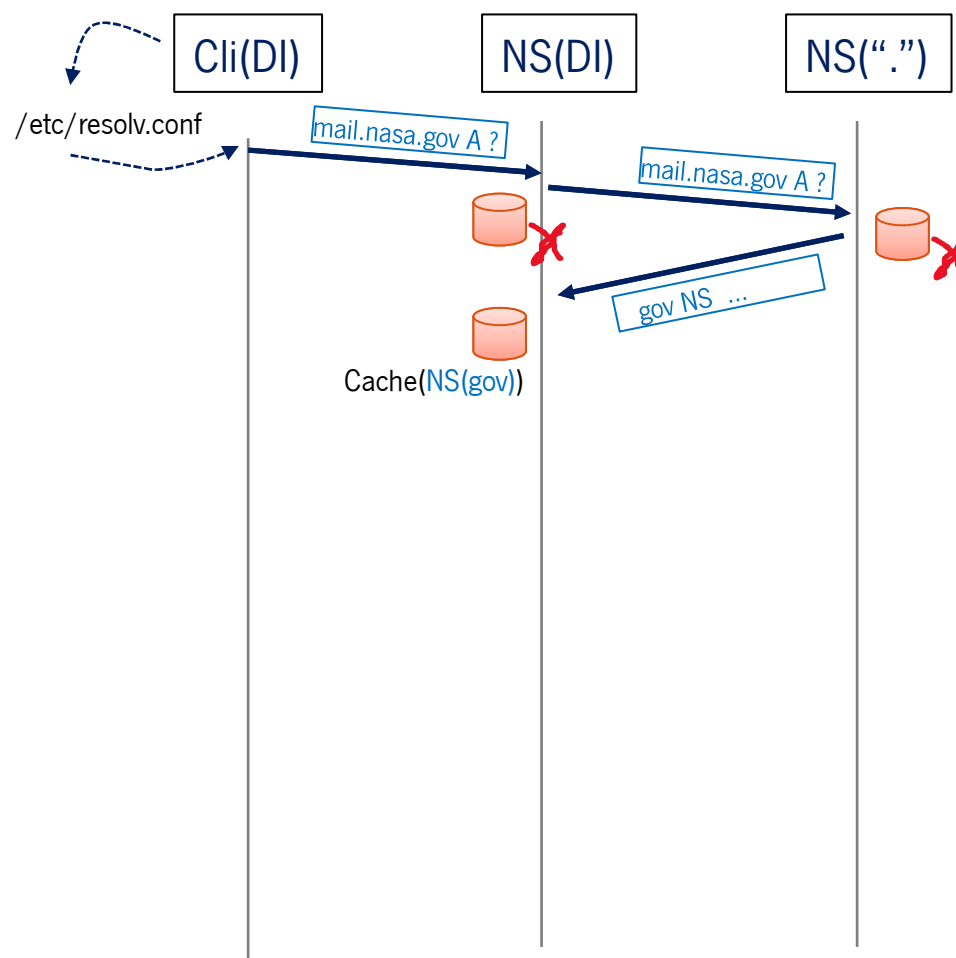 Cli(DI)
NS(DI)
NS(“.”)
/etc/resolv.conf
mail.nasa.gov A ?
mail.nasa.gov A ?
gov NS ...
Cache(NS(gov))